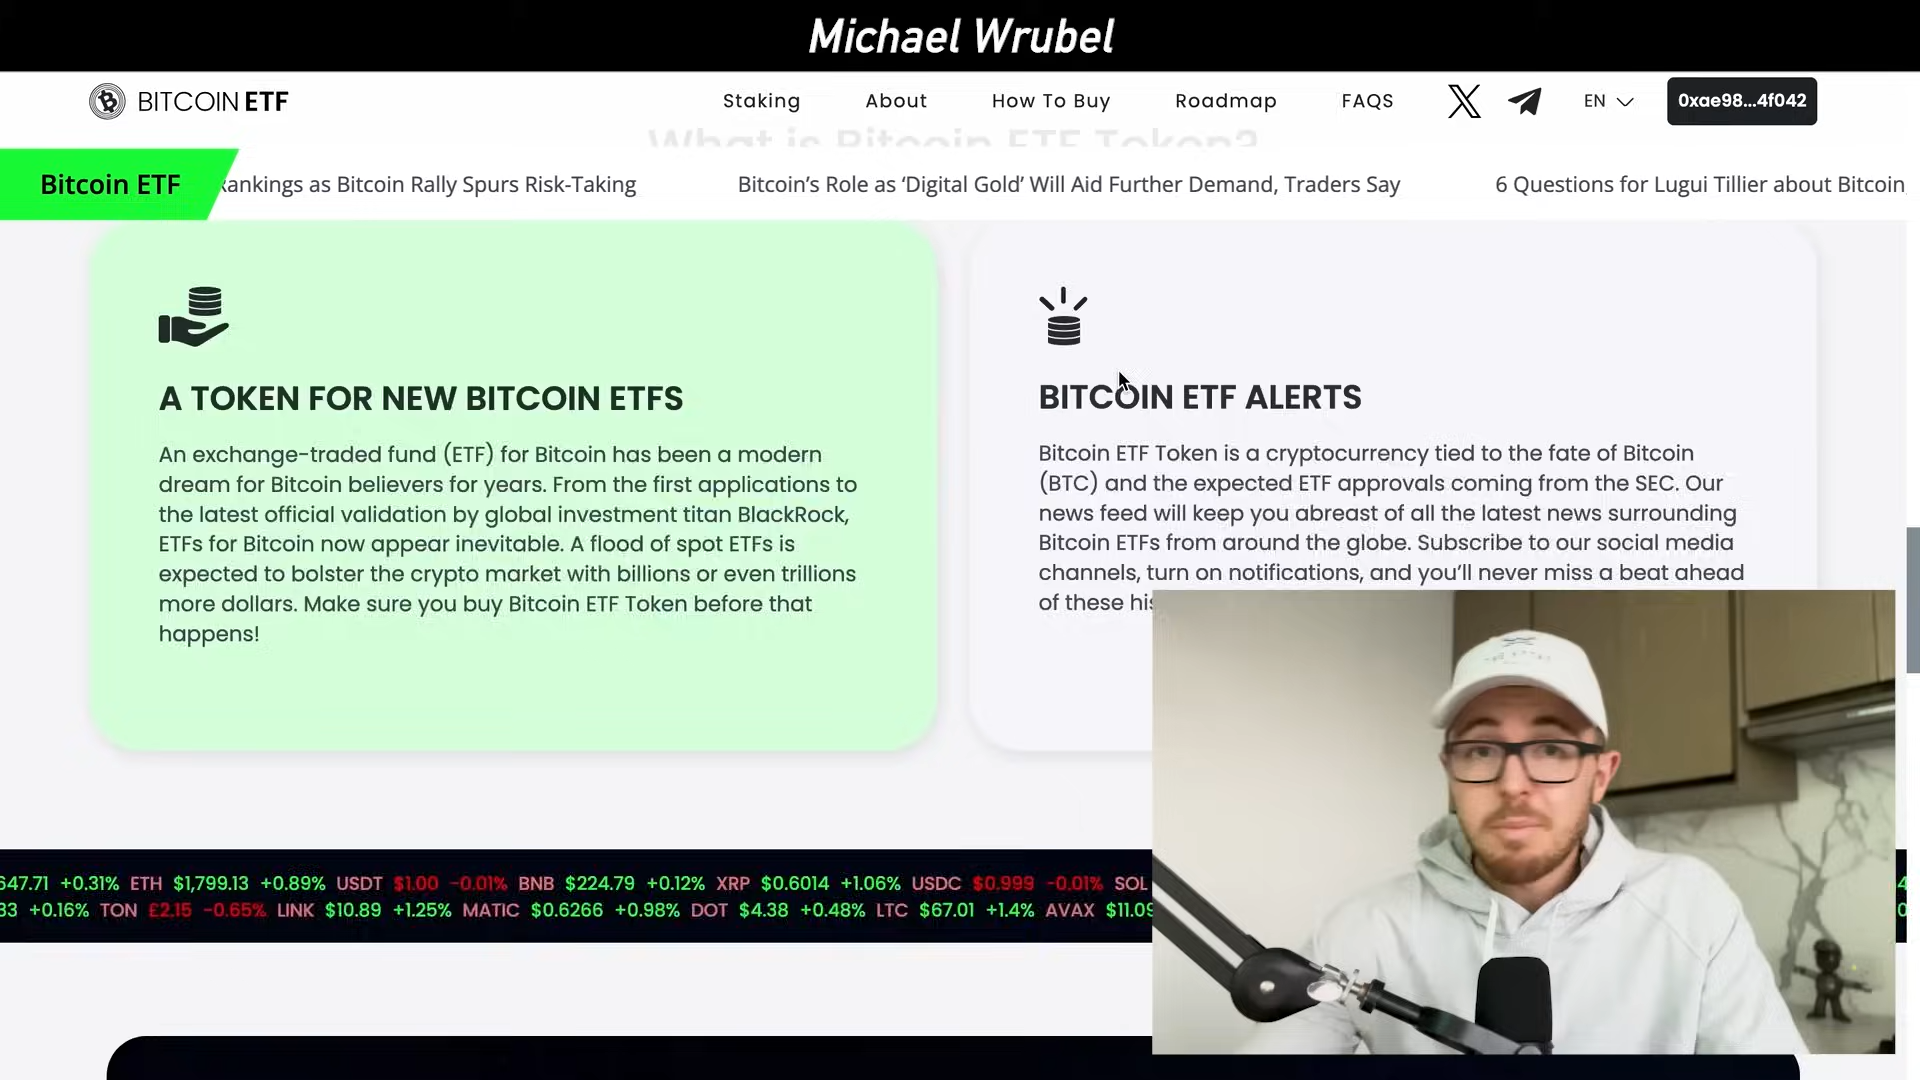 Michael Wrubel
BITCOIN ETF
Staking
About
How To Buy
Roadmap
FAQS
EN
0xae98...4f042
What is Bitcoin ETF Token?
Bitcoin ETF
Rankings as Bitcoin Rally Spurs Risk-Taking
Bitcoin’s Role as ‘Digital Gold’ Will Aid Further Demand, Traders Say
6 Questions for Lugui Tillier about Bitcoin,
A TOKEN FOR NEW BITCOIN ETFS
An exchange-traded fund (ETF) for Bitcoin has been a modern
dream for Bitcoin believers for years. From the first applications to
the latest official validation by global investment titan BlackRock,
ETFs for Bitcoin now appear inevitable. A flood of spot ETFs is
expected to bolster the crypto market with billions or even trillions
more dollars. Make sure you buy Bitcoin ETF Token before that
happens!
BITCOIN ETF ALERTS
Bitcoin ETF Token is a cryptocurrency tied to the fate of Bitcoin
(BTC) and the expected ETF approvals coming from the SEC. Our
news feed will keep you abreast of all the latest news surrounding
Bitcoin ETFs from around the globe. Subscribe to our social media
channels, turn on notifications, and you’ll never miss a beat ahead
of these his
647.71 +0.31% ETH $1,799.13 +0.89% USDT $1.00 -0.01% BNB $224.79 +0.12% XRP $0.6014 +1.06% USDC $0.999 -0.01% SOL
33 +0.16% TON £2.15 -0.65% LINK $10.89 +1.25% MATIC $0.6266 +0.98% DOT $4.38 +0.48% LTC $67.01 +1.4% AVAX $11.09